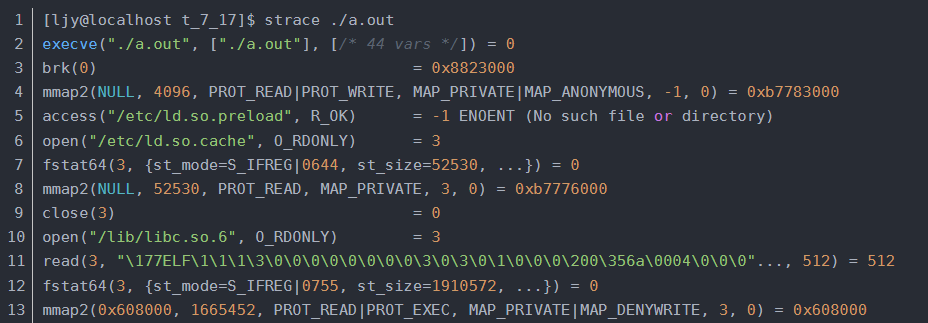 1 [ljy@localhost t_7_17]$ strace ./a.out
2 execve("./a.out", ["./a.out"], [/* 44 vars */]) = 0
3 brk(0)                                  = 0x8823000
4 mmap2(NULL, 4096, PROT_READ|PROT_WRITE, MAP_PRIVATE|MAP_ANONYMOUS, -1, 0) = 0xb7783000
5 access("/etc/ld.so.preload", R_OK)      = -1 ENOENT (No such file or directory)
6 open("/etc/ld.so.cache", O_RDONLY)      = 3
7 fstat64(3, {st_mode=S_IFREG|0644, st_size=52530, ...}) = 0
8 mmap2(NULL, 52530, PROT_READ, MAP_PRIVATE, 3, 0) = 0xb7776000
9 close(3)                                = 0
10 open("/lib/libc.so.6", O_RDONLY)        = 3
11 read(3, "\177ELF\1\1\1\3\0\0\0\0\0\0\0\0\3\0\3\0\1\0\0\0\200\356a\0004\0\0\0"..., 512) = 512
12 fstat64(3, {st_mode=S_IFREG|0755, st_size=1910572, ...}) = 0
13 mmap2(0x608000, 1665452, PROT_READ|PROT_EXEC, MAP_PRIVATE|MAP_DENYWRITE, 3, 0) = 0x608000